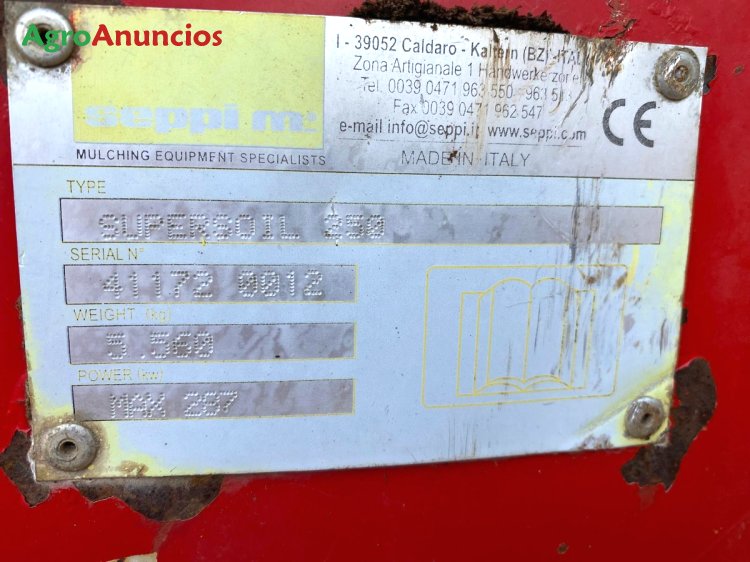 AgroAnuncios
seppi m.
MULCHING EQUIPMENT SPECIALISTS
I - 39052 Caldaro - Kaltern (BZ) - ITALY
Zona Artigianale 1 Handwerkerzone
Tel. 0039 0471 963 550 - 963 5
Fax 0039 0471 962 547
e-mail info@seppi.it www.seppi.com
MADE IN ITALY
CE
TYPE
SUPERSOIL 250
SERIAL N°
41172 0012
WEIGHT (kg)
5.560
POWER (kw)
MAX 287